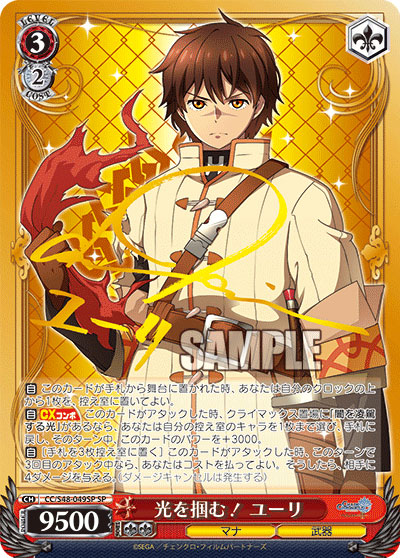 LEVEL
3
2
COST
SAMPLE
自 このカードが手札から舞台に置かれた時、あなたは自分のクロックの上
から1枚を、控え室に置いてよい。
自 CXコンボ このカードがアタックした時、クライマックス置場に「闇を凌駕
する光」があるなら、あなたは自分の控え室のキャラを1枚まで選び、手札に
戻し、そのターン中、このカードのパワーを+3000。
自 [手札を3枚控え室に置く] このカードがアタックした時、そのターンで
3回目のアタック中なら、あなたはコストを払ってよい。そうしたら、相手に
4ダメージを与える。(ダメージキャンセルは発生する)
CH CC/S48-049SP SP
POWER
9500
光を掴む! ユーリ
マナ
武器
©SEGA／チェンクロ・フィルムパートナーズ